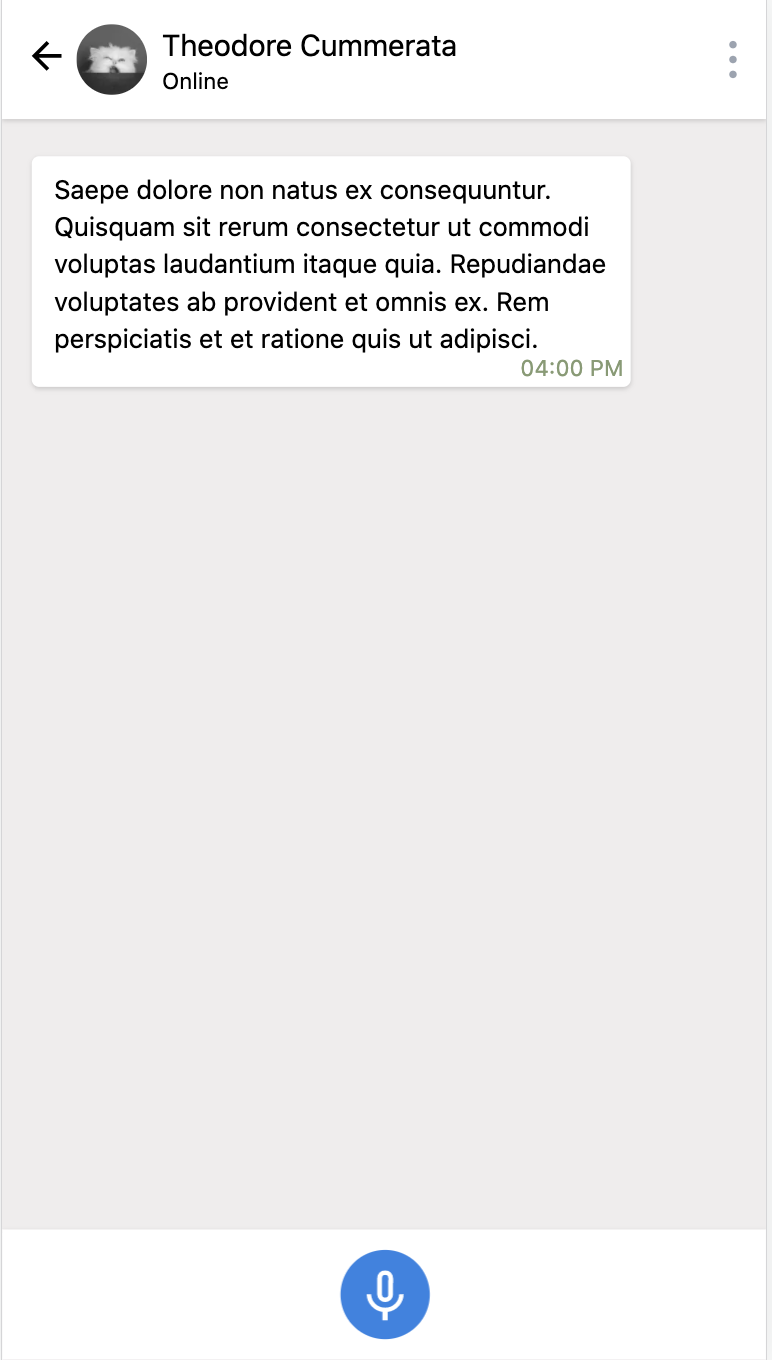 Theodore Cummerata
Online
Saepe dolore non natus ex consequuntur.
Quisquam sit rerum consectetur ut commodi
voluptas laudantium itaque quia. Repudiandae
voluptates ab provident et omnis ex. Rem
perspiciatis et et ratione quis ut adipisci.
04:00 PM